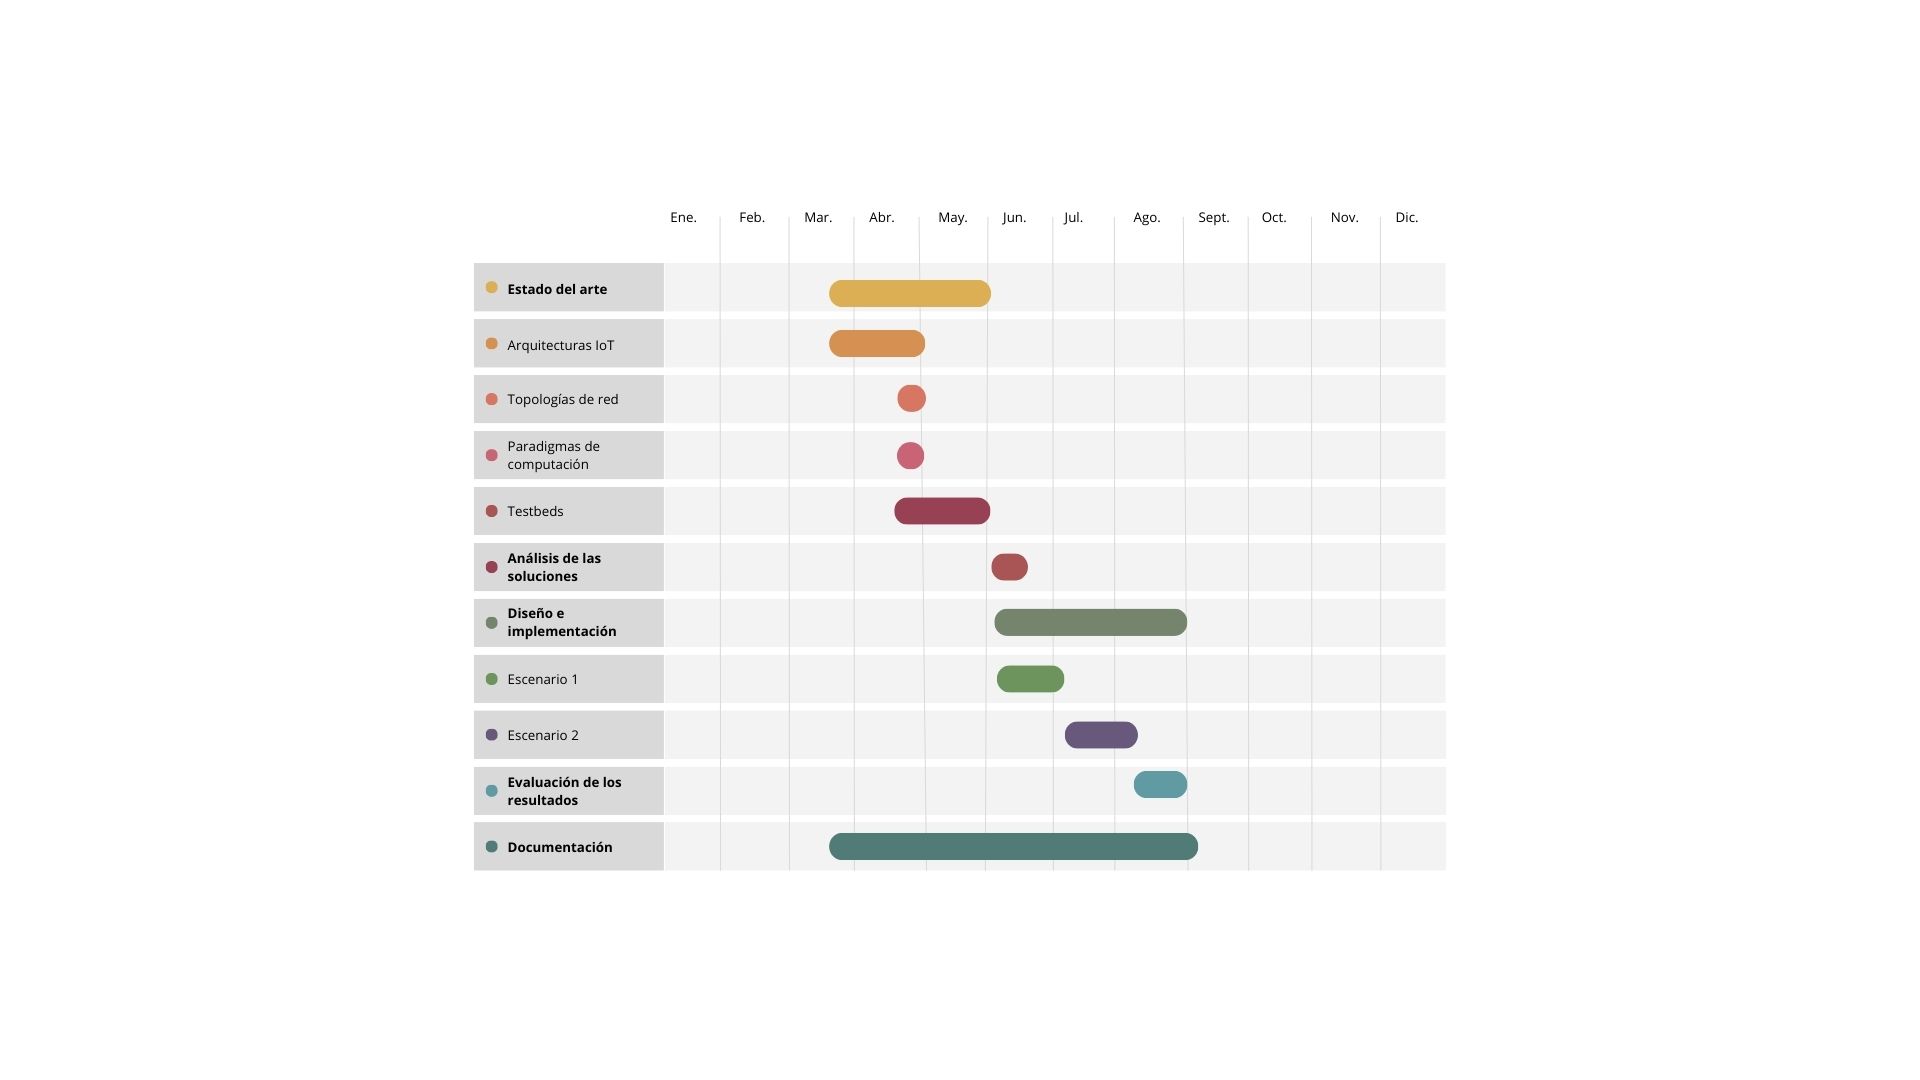 Ene. Feb. Mar. Abr. May. Jun. Jul. Ago. Sept. Oct. Nov. Dic.
Estado del arte
Arquitecturas IoT
Topologías de red
Paradigmas de
computación
Testbeds
Análisis de las
soluciones
Diseño e
implementación
Escenario 1
Escenario 2
Evaluación de los
resultados
Documentación